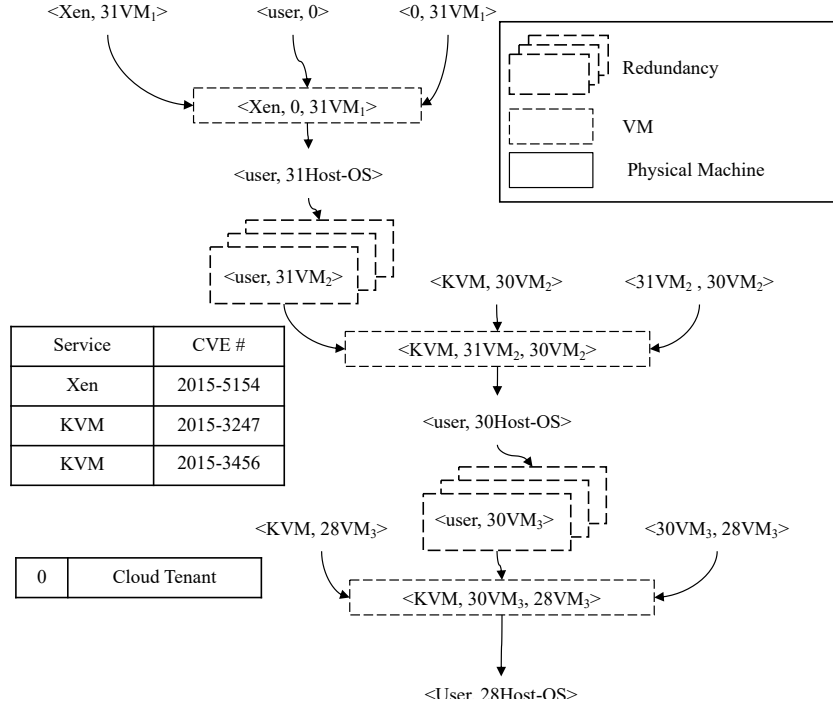 <Xen, 31VM₁>
<user, 0>
<0, 31VM₁>
Redundancy
VM
Physical Machine
<Xen, 0, 31VM₁>
<user, 31Host-OS>
<user, 31VM₂>
<KVM, 30VM₂>
<31VM₂ , 30VM₂>
<KVM, 31VM₂, 30VM₂>
Service CVE #
Xen 2015-5154
KVM 2015-3247
KVM 2015-3456
<user, 30Host-OS>
<user, 30VM₃>
<KVM, 28VM₃>
<30VM₃, 28VM₃>
0 Cloud Tenant
<KVM, 30VM₃, 28VM₃>
<User, 28Host-OS>